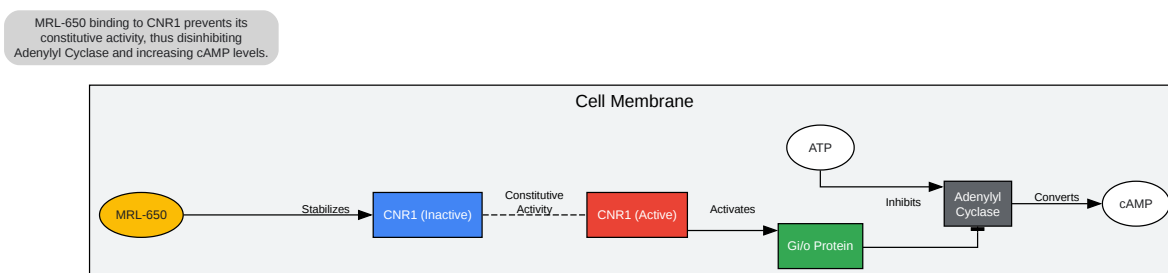 MRL-650 binding to CNR1 prevents its
constitutive activity, thus disinhibiting
Adenylyl Cyclase and increasing cAMP levels.
Cell Membrane
ATP
MRL-650
Stabilizes
CNR1 (Inactive)
Constitutive
Activity
CNR1 (Active)
Activates
Gi/o Protein
Inhibits
Adenylyl
Cyclase
Converts
cAMP